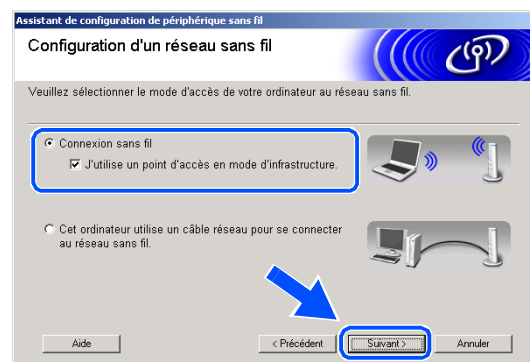 Assistant de configuration de périphérique sans fil
Configuration d'un réseau sans fil
Veuillez sélectionner le mode d'accès de votre ordinateur au réseau sans fil.
Connexion sans fil
J'utilise un point d'accès en mode d'infrastructure.
Cet ordinateur utilise un câble réseau pour se connecter
au réseau sans fil.
Aide
< Précédent
Suivant >
Annuler